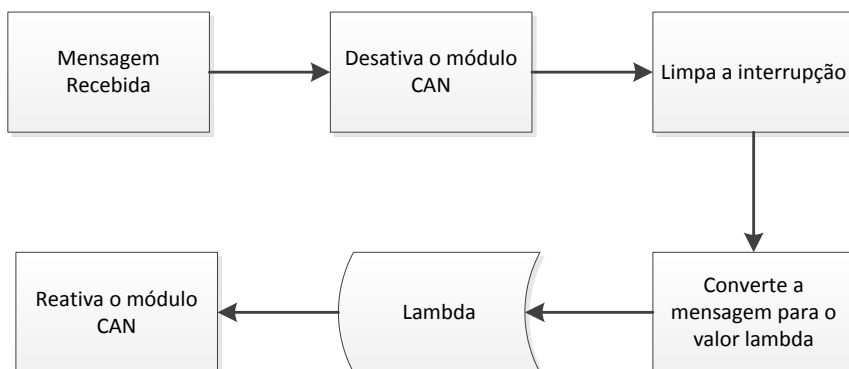 Mensagem
Recebida
Desativa o módulo
CAN
Limpa a interrupção
Converte a
mensagem para o
valor lambda
Lambda
Reativa o módulo
CAN